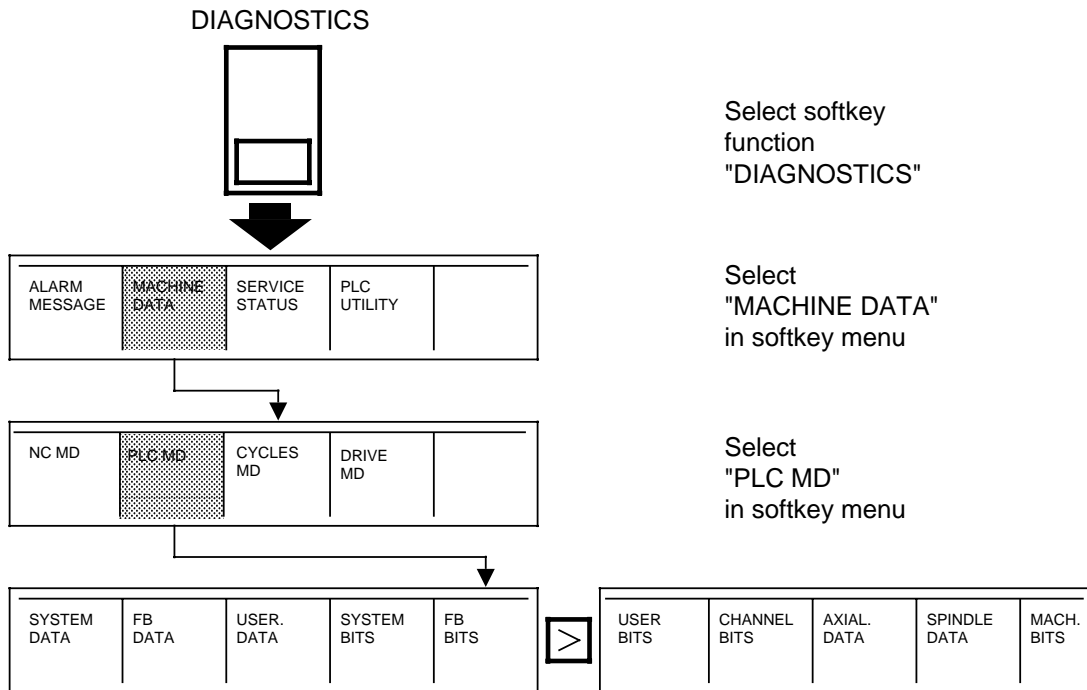 DIAGNOSTICS
Select softkey
function
"DIAGNOSTICS"
ALARM
MESSAGE
MACHINE
DATA
SERVICE
STATUS
PLC
UTILITY
Select
"MACHINE DATA"
in softkey menu
NC MD
PLC MD
CYCLES
MD
DRIVE
MD
Select
"PLC MD"
in softkey menu
SYSTEM
DATA
FB
DATA
USER.
DATA
SYSTEM
BITS
FB
BITS
>
USER
BITS
CHANNEL
BITS
AXIAL.
DATA
SPINDLE
DATA
MACH.
BITS